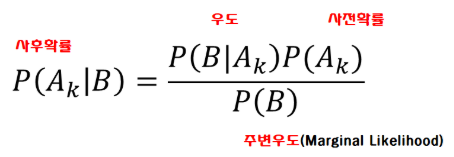 우도 사전확률
사후확률
P(A_k|B) = P(B|A_k)P(A_k) / P(B)
주변우도(Marginal Likelihood)